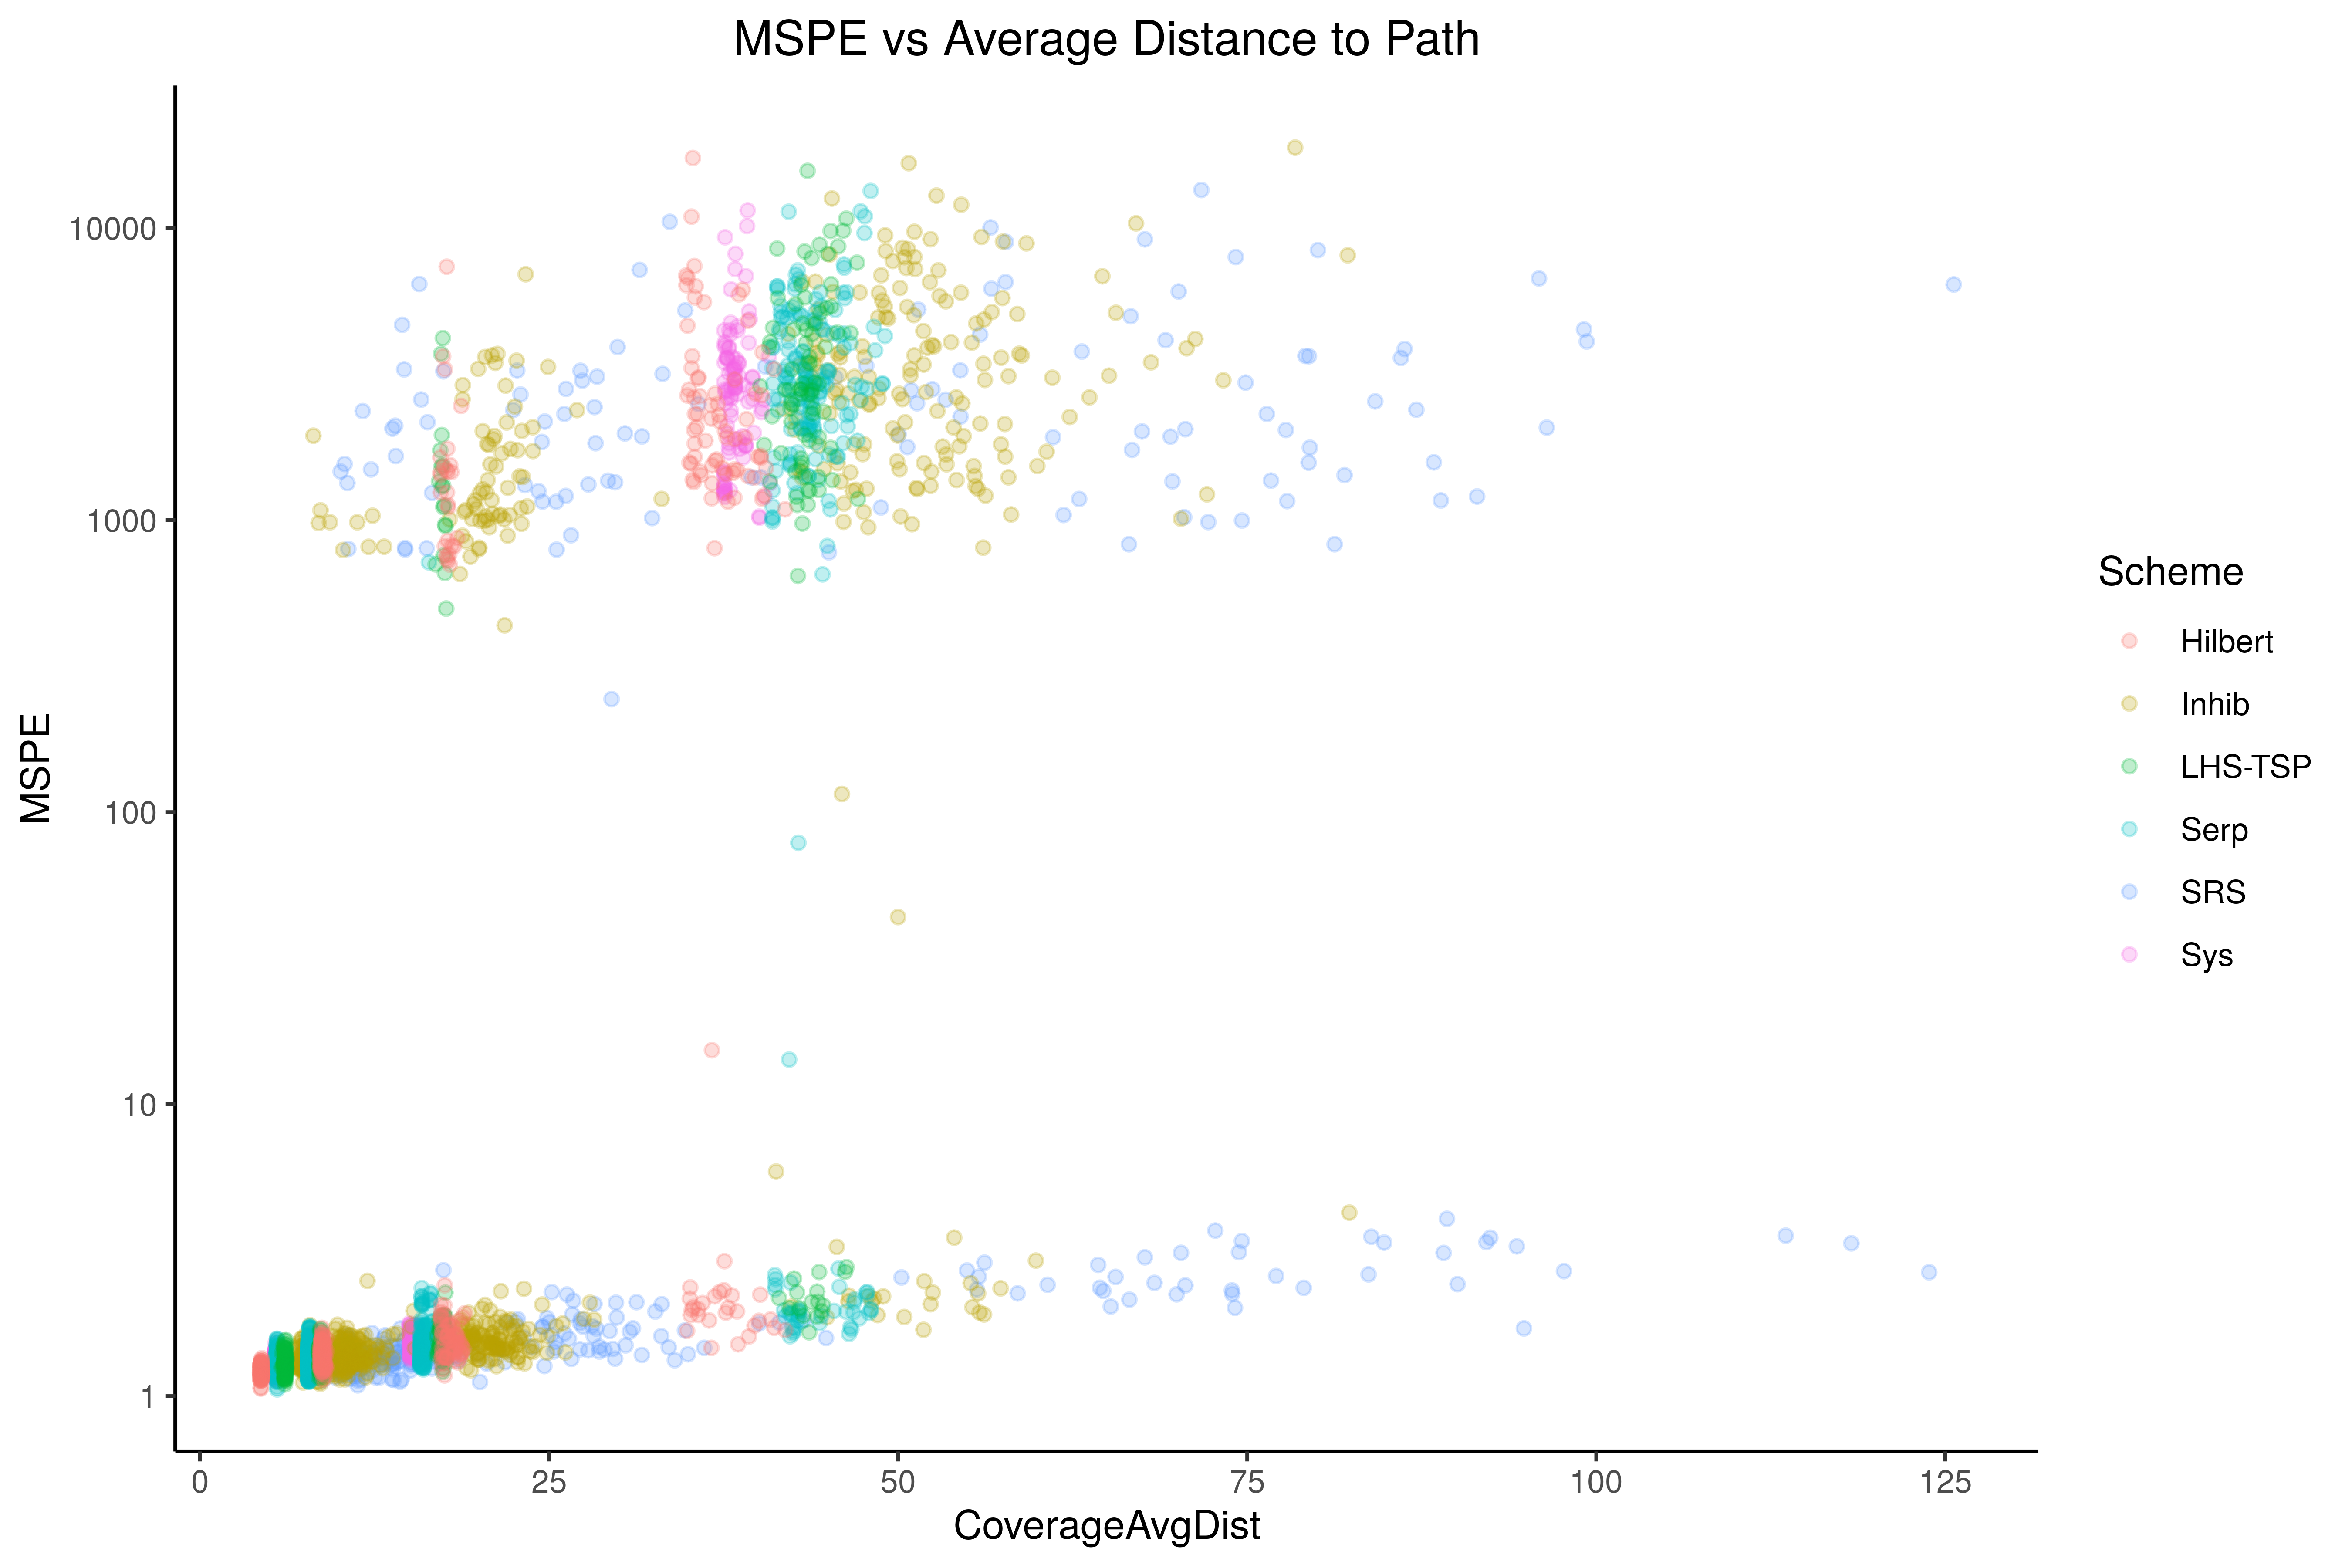 MSPE vs Average Distance to Path
MSPE
10000
1000
100
10
1
0 25 50 75 100 125
CoverageAvgDist
Scheme
Hilbert
Inhib
LHS-TSP
Serp
SRS
Sys